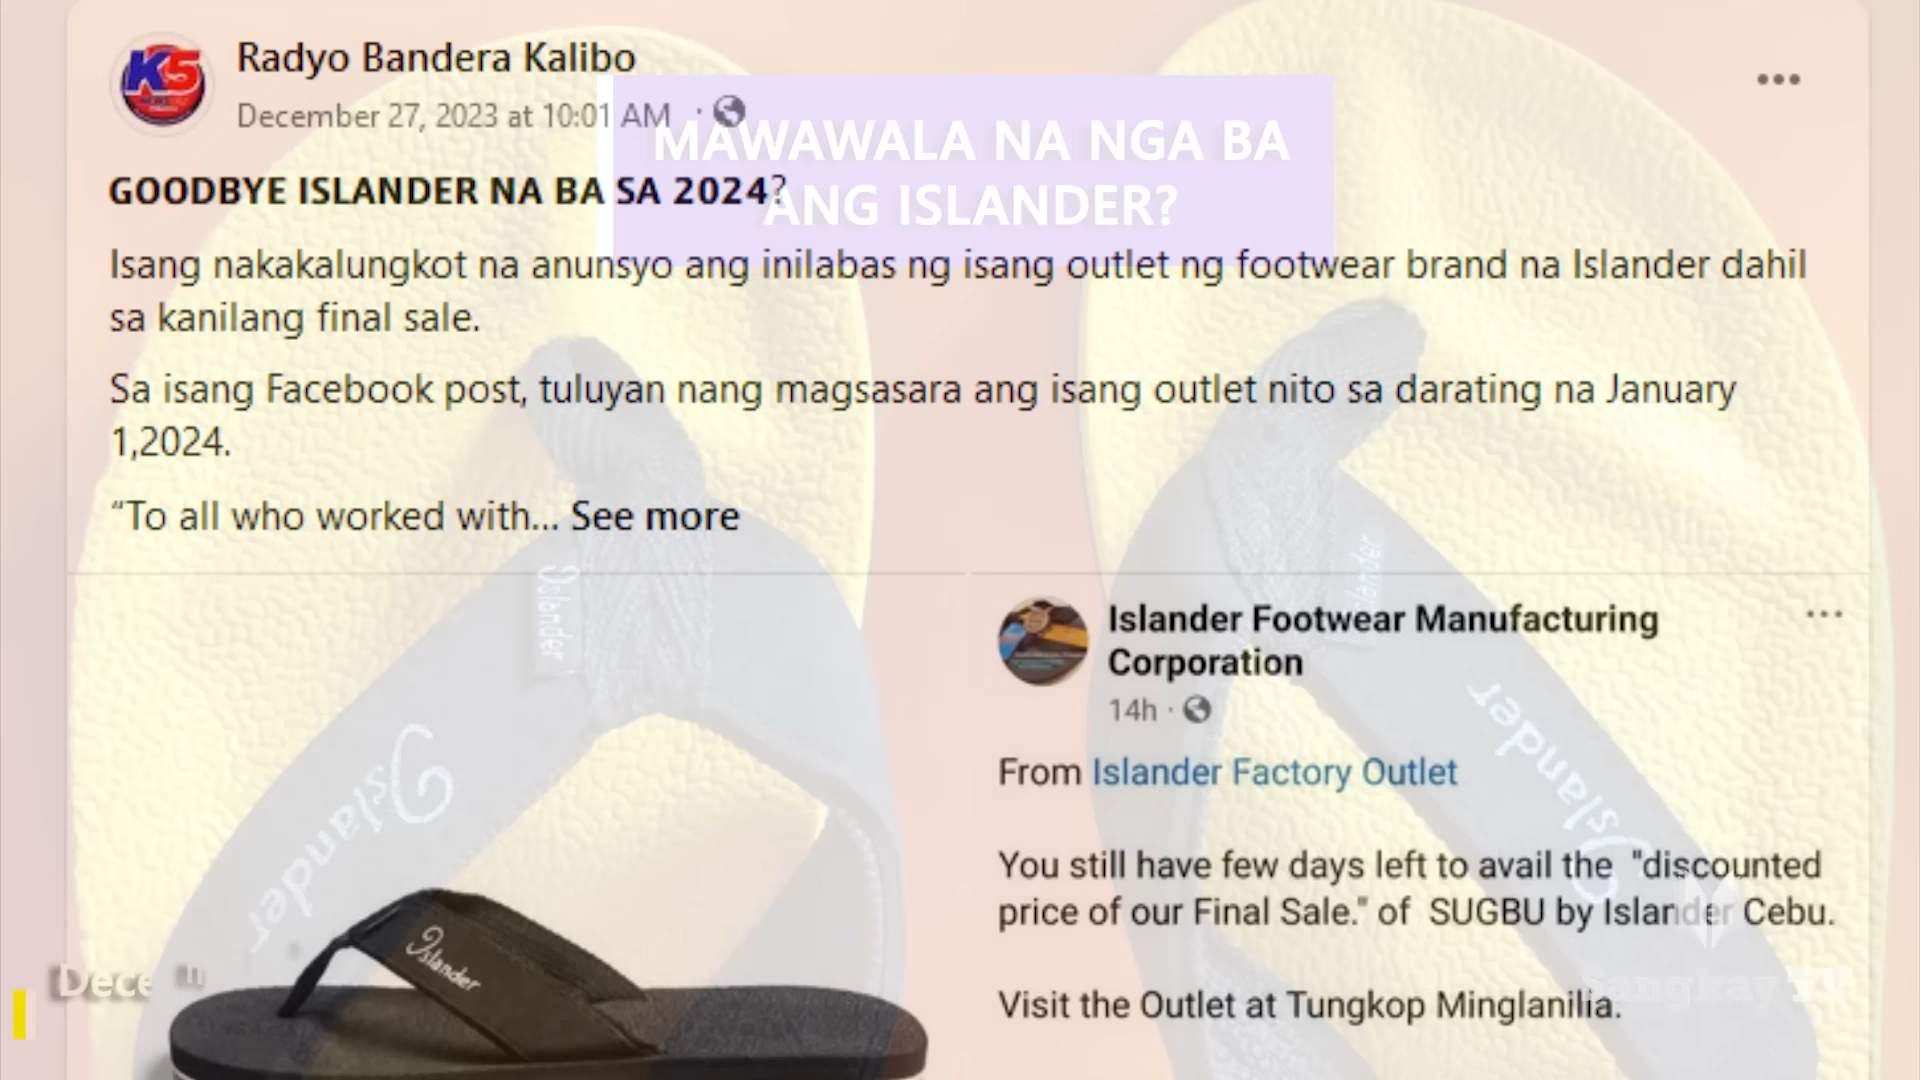 K5
Radyo Bandera Kalibo
December 27, 2023 at 10:01 AM
MAWAWALA NA NGA BA
ANG ISLANDER?
GOODBYE ISLANDER NA BA SA 2024?
Isang nakakalungkot na anunsyo ang inilabas ng isang outlet ng footwear brand na Islander dahil
sa kanilang final sale.
Sa isang Facebook post, tuluyan nang magsasara ang isang outlet nito sa darating na January
1,2024.
“To all who worked with... See more
Islander
Islander
Islander
Islander
Islander
Islander Footwear Manufacturing
Corporation
14h
From Islander Factory Outlet
You still have few days left to avail the "discounted
price of our Final Sale." of SUGBU by Islander Cebu.
Visit the Outlet at Tungkop Minglanilia.
Dece